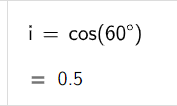 i = cos(60°)
= 0.5